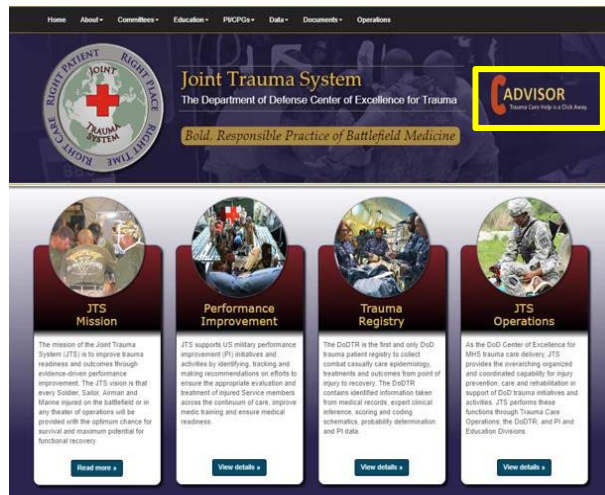 Home About Committees Education PI/CPGs Data Documents Operations
RIGHT PATIENT RIGHT PLACE RIGHT TIME RIGHT CARE
JOINT
TRAUMA
SYSTEM
Joint Trauma System
The Department of Defense Center of Excellence for Trauma
Bold, Responsible Practice of Battlefield Medicine
ADVISOR
Trauma Care Help is a Click Away
JTS
Mission
The mission of the Joint Trauma
System (JTS) is to improve trauma
readiness and outcomes through
evidence-driven performance
improvement. The JTS vision is that
every Soldier, Sailor, Airman and
Marine injured on the battlefield or in
any theater of operations will be
provided with the optimum chance for
survival and maximum potential for
functional recovery.
Read more »
Performance
Improvement
JTS supports US military performance
improvement (PI) initiatives and
activities by identifying, tracking and
making recommendations on efforts to
ensure the appropriate evaluation and
treatment of injured Service members
across the continuum of care, improve
medic training and ensure medical
readiness.
View details »
Trauma
Registry
The DoDTR is the first and only DoD
trauma patient registry to collect
combat casualty care epidemiology,
treatments and outcomes from point of
injury to recovery. The DoDTR
contains identified information taken
from medical records, expert clinical
inference, scoring and coding
schematics, probability determination
and PI data.
View details »
JTS
Operations
As the DoD Center of Excellence for
MHS trauma care delivery, JTS
provides the overarching organized
and coordinated capability for injury
prevention, care and rehabilitation in
support of DoD trauma initiatives and
activities. JTS performs these
functions through Trauma Care
Operations, the DoDTR, and PI and
Education Divisions.
View details »